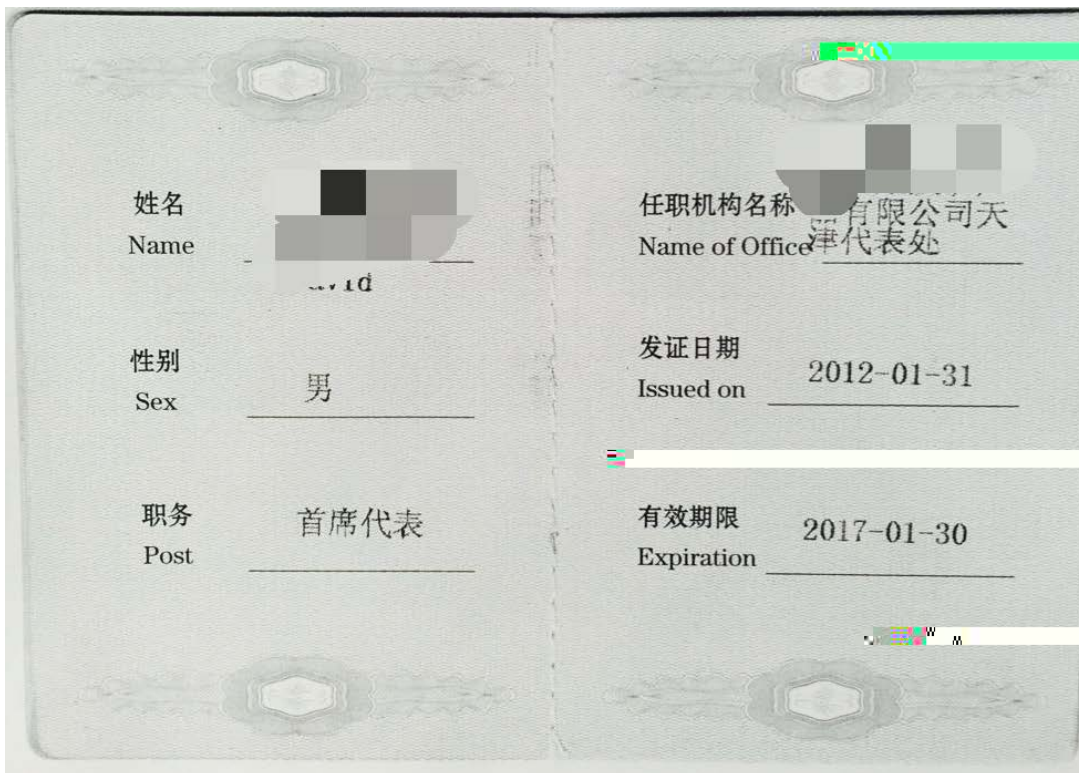 姓名
Name
性别
Sex
男
职务
Post
首席代表
任职机构名称
Name of Office
有限公司天
津代表处
发证日期
Issued on
2012-01-31
有效期限
Expiration
2017-01-30